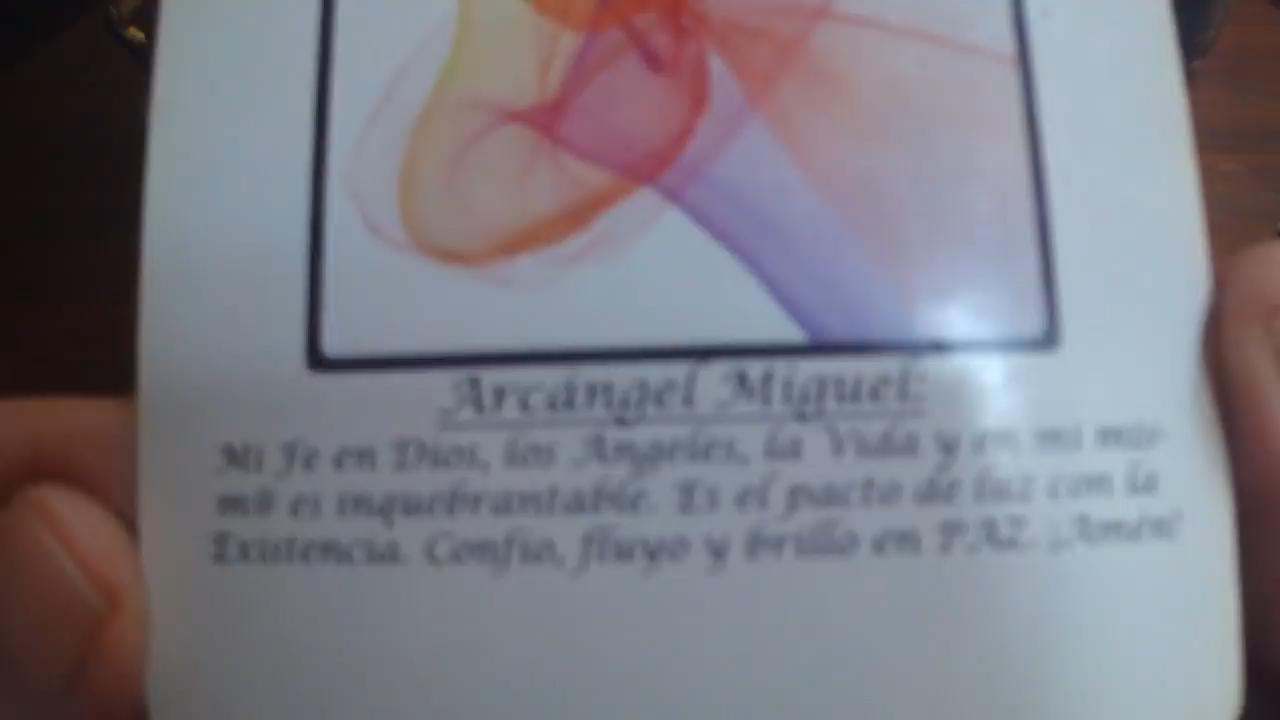 Arcángel Miguel:
Mi Fe en Dios, los Ángeles, la Vida y en mi mis-
mo es inquebrantable. Es el pacto de luz con la
Existencia. Confío, fluyo y brillo en PAZ. ¡Amén!